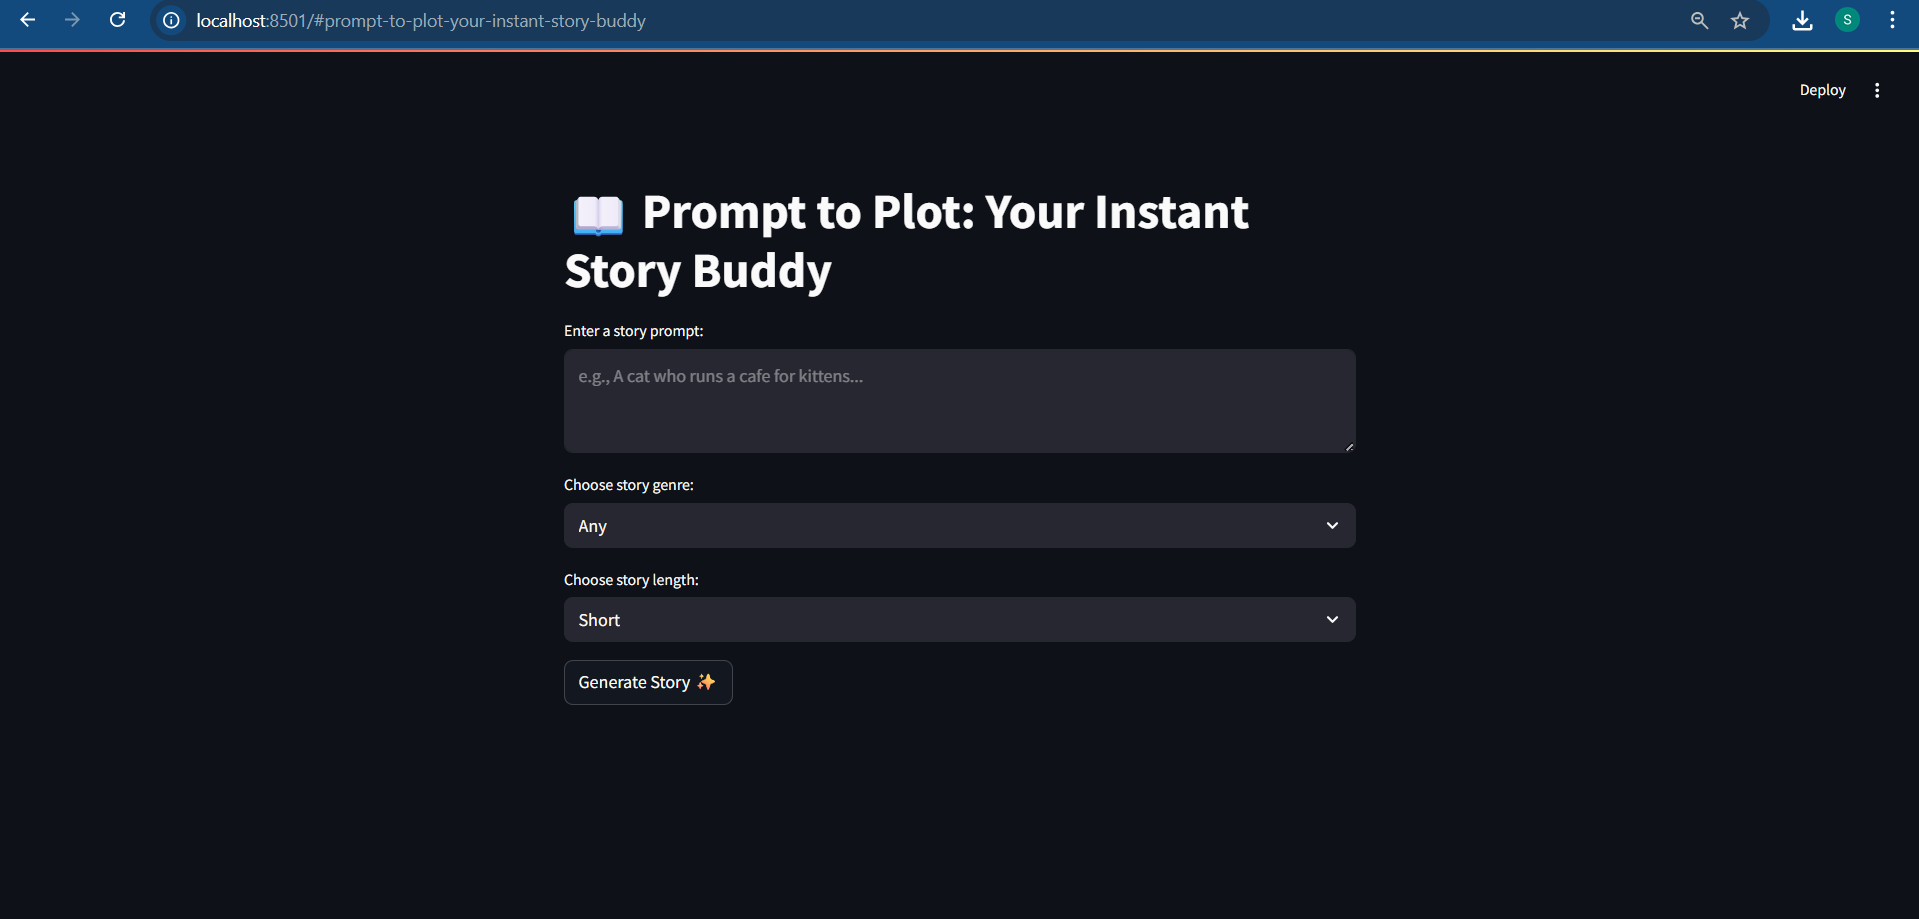 localhost:8501/#prompt-to-plot-your-instant-story-buddy
S
Deploy
📖 Prompt to Plot: Your Instant
Story Buddy
Enter a story prompt:
e.g., A cat who runs a cafe for kittens...
Choose story genre:
Any
Choose story length:
Short
Generate Story ✨